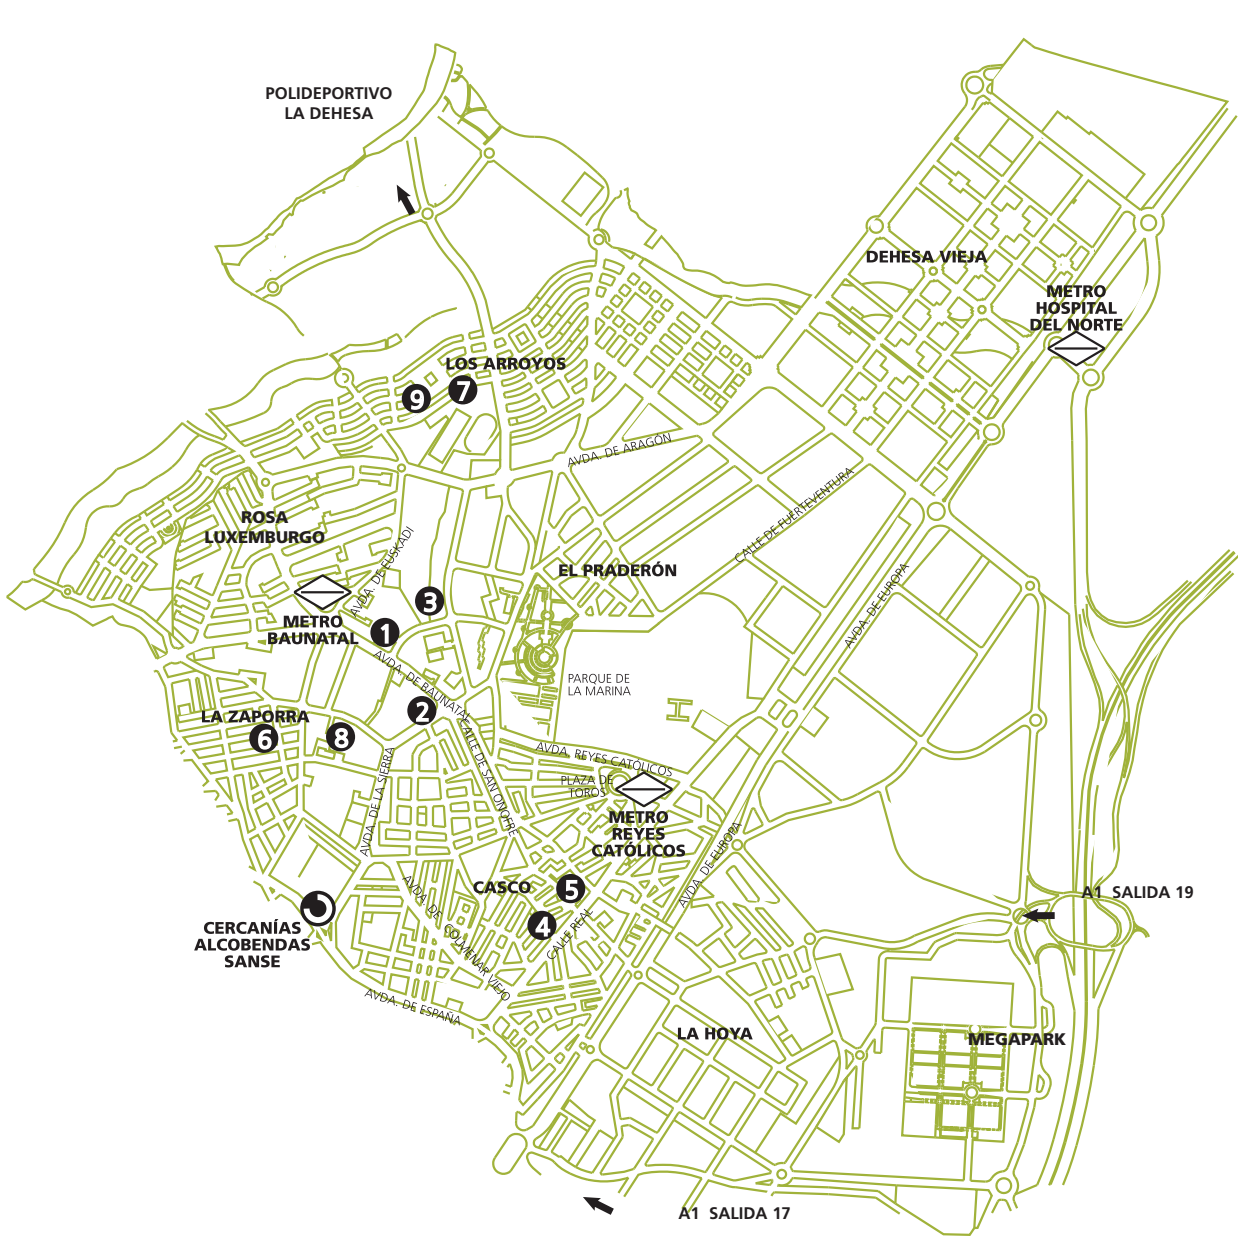 POLIDEPORTIVO
LA DEHESA
DEHESA VIEJA
METRO
HOSPITAL
DEL NORTE
LOS ARROYOS
9
7
AVDA. DE ARAGÓN
CALLE DE FUERTEVENTURA
ROSA
LUXEMBURGO
AVDA. DE EUSKADI
EL PRADERÓN
AVDA. DE EUROPA
METRO
BAUNATAL
3
1
AVDA. DE BAUNATAL
PARQUE DE
LA MARINA
LA ZAPORRA
2
6
8
AVDA. DE LA SIERRA
CALLE DE SAN ONOFRE
AVDA. REYES CATÓLICOS
PLAZA DE
TOROS
METRO
REYES
CATÓLICOS
AVDA. DE EUROPA
CASCO
5
4
CALLE REAL
AVDA. DE COLMENAR VIEJO
A1 SALIDA 19
CERCANÍAS
ALCOBENDAS
SANSE
AVDA. DE ESPAÑA
LA HOYA
MEGAPARK
A1 SALIDA 17